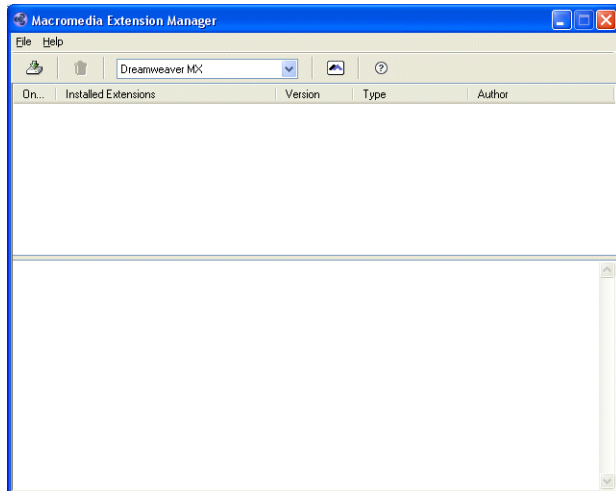 Macromedia Extension Manager
File Help
Dreamweaver MX
On... Installed Extensions Version Type Author